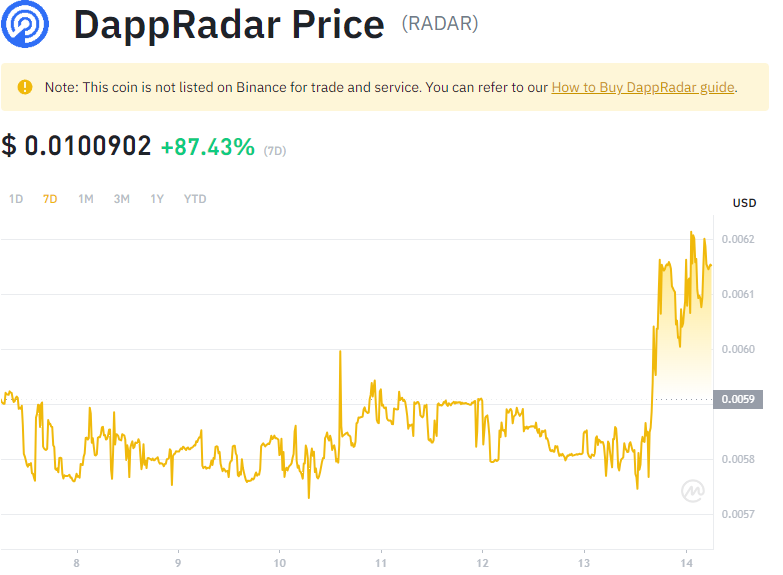 DappRadar Price (RADAR)
Note: This coin is not listed on Binance for trade and service. You can refer to our How to Buy DappRadar guide.
$ 0.0100902 +87.43% (7D)
1D 7D 1M 3M 1Y YTD
USD
0.0062
0.0061
0.0060
0.0059
0.0058
0.0057
8 9 10 11 12 13 14